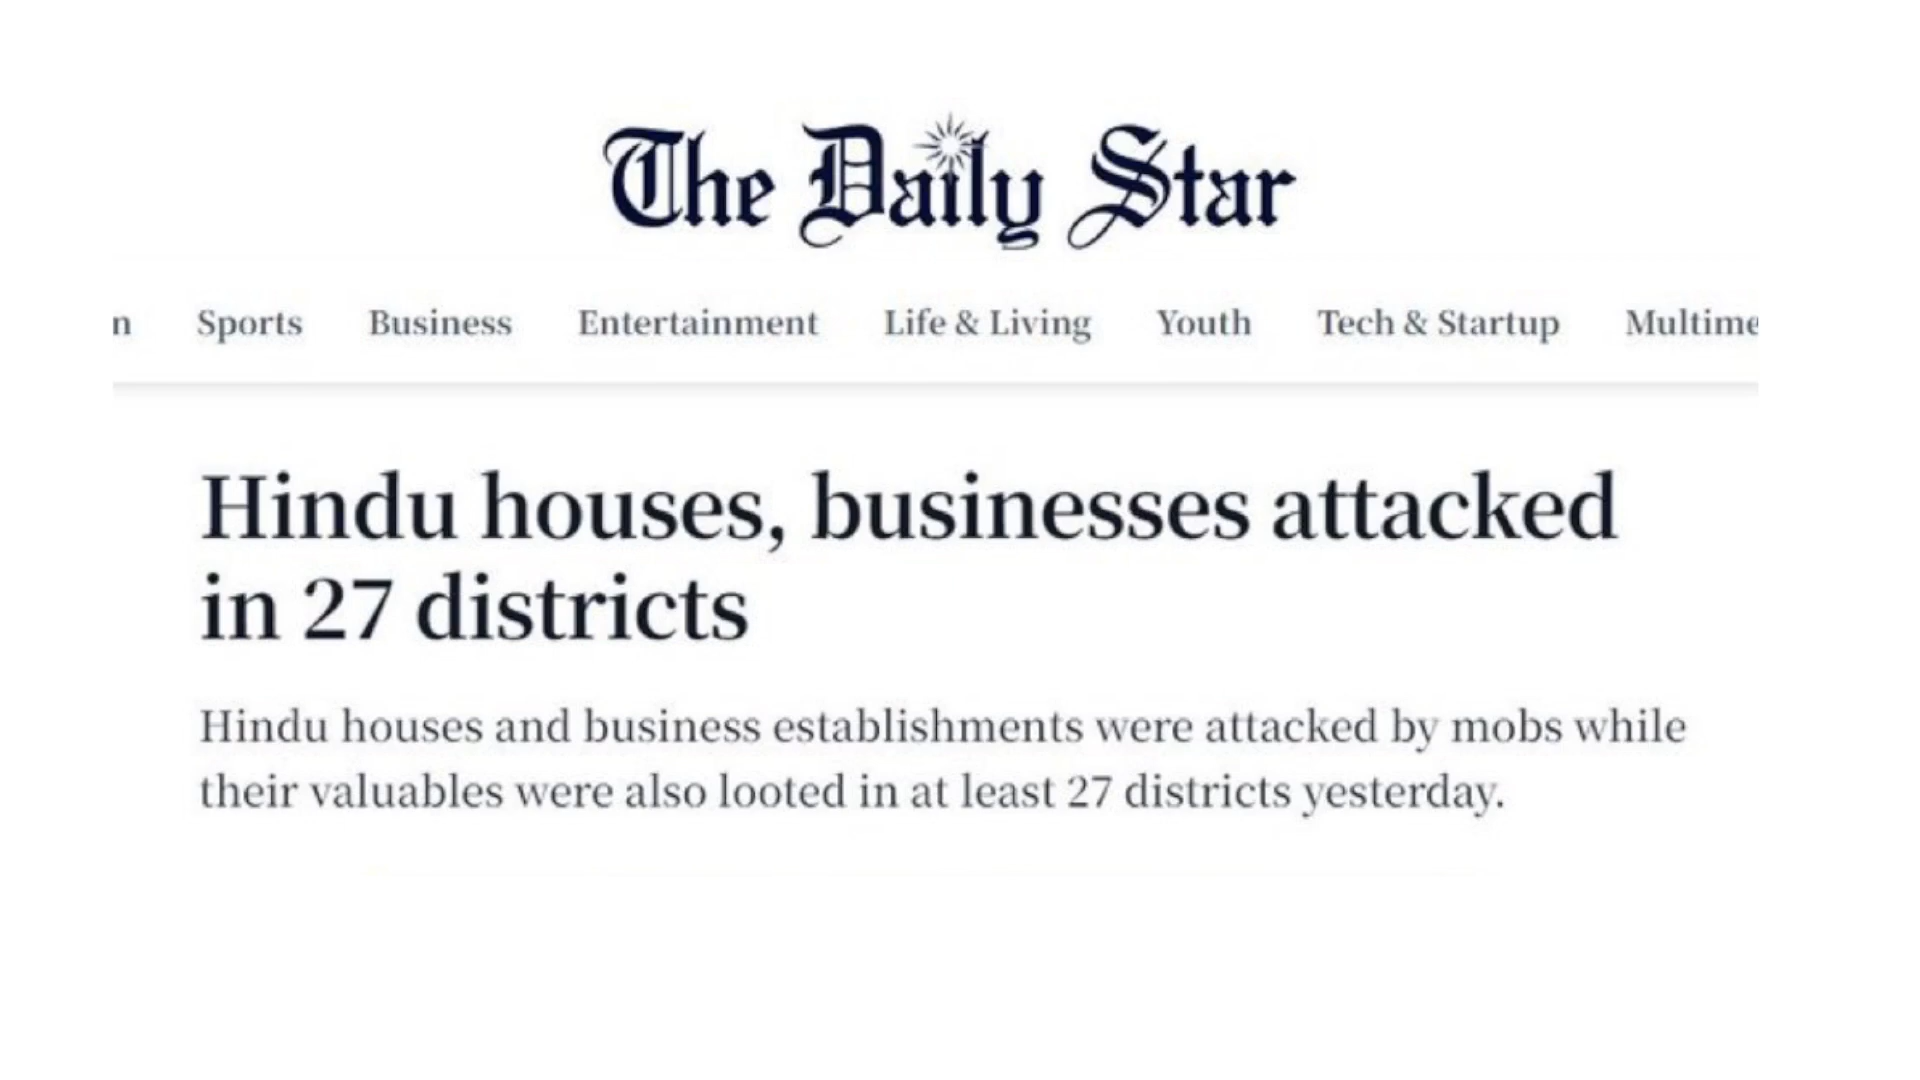 The Daily Star
n Sports Business Entertainment Life & Living Youth Tech & Startup Multime
Hindu houses, businesses attacked
in 27 districts
Hindu houses and business establishments were attacked by mobs while
their valuables were also looted in at least 27 districts yesterday.